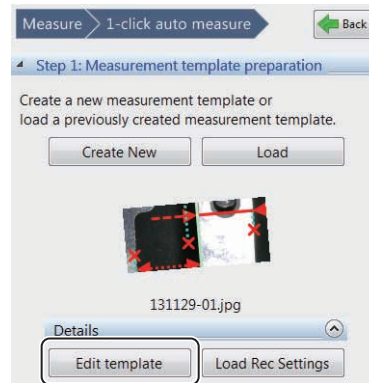 Measure 1-click auto measure Back
Step 1: Measurement template preparation
Create a new measurement template or
load a previously created measurement template.
Create New Load
131129-01.jpg
Details
Edit template Load Rec Settings